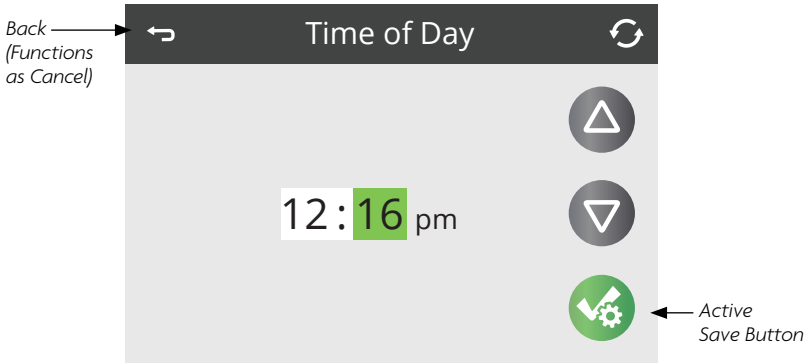 Back
(Functions
as Cancel)
Time of Day
12:16 pm
Active
Save Button